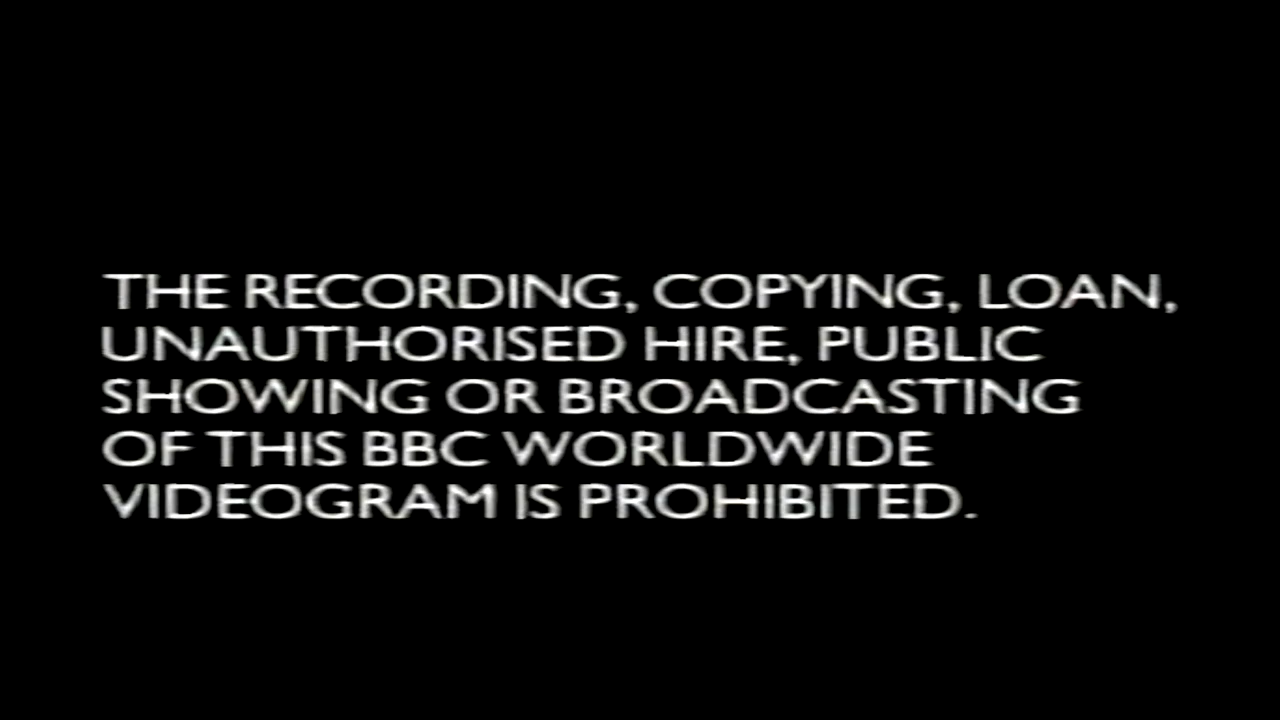 THE RECORDING, COPYING, LOAN,
UNAUTHORISED HIRE, PUBLIC
SHOWING OR BROADCASTING
OF THIS BBC WORLDWIDE
VIDEOGRAM IS PROHIBITED.